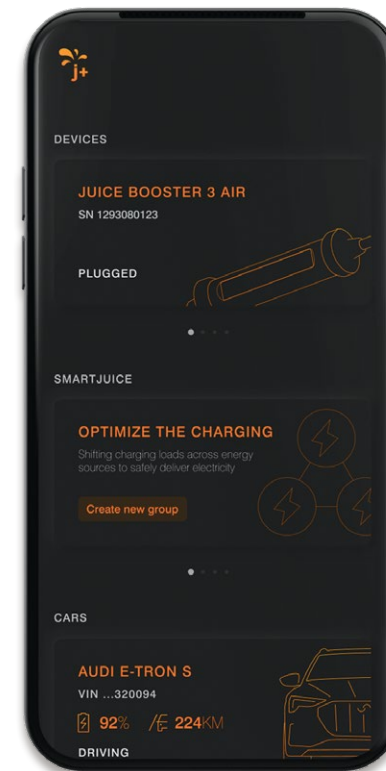 j+
DEVICES
JUICE BOOSTER 3 AIR
SN 1293080123
PLUGGED
SMARTJUICE
OPTIMIZE THE CHARGING
Shifting charging loads across energy
sources to safely deliver electricity
Create new group
CARS
AUDI E-TRON S
VIN ...320094
92% 224KM
DRIVING